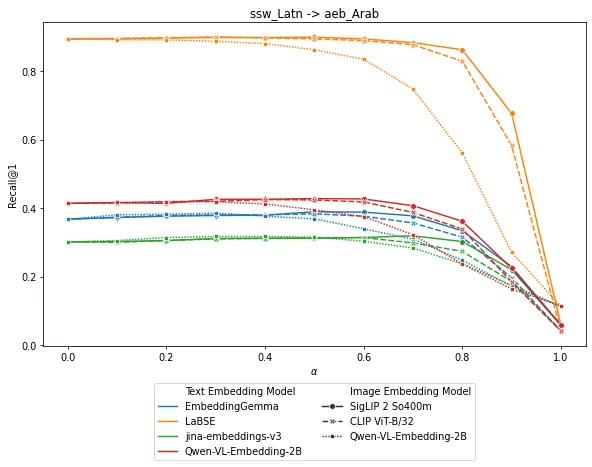 ssw_Latn -> aeb_Arab
Recall@1
0.8
0.6
0.4
0.2
0.0
0.0 0.2 0.4 0.6 0.8 1.0
α
Text Embedding Model Image Embedding Model
EmbeddingGemma SigLIP 2 So400m
LaBSE CLIP ViT-B/32
jina-embeddings-v3 Qwen-VL-Embedding-2B
Qwen-VL-Embedding-2B